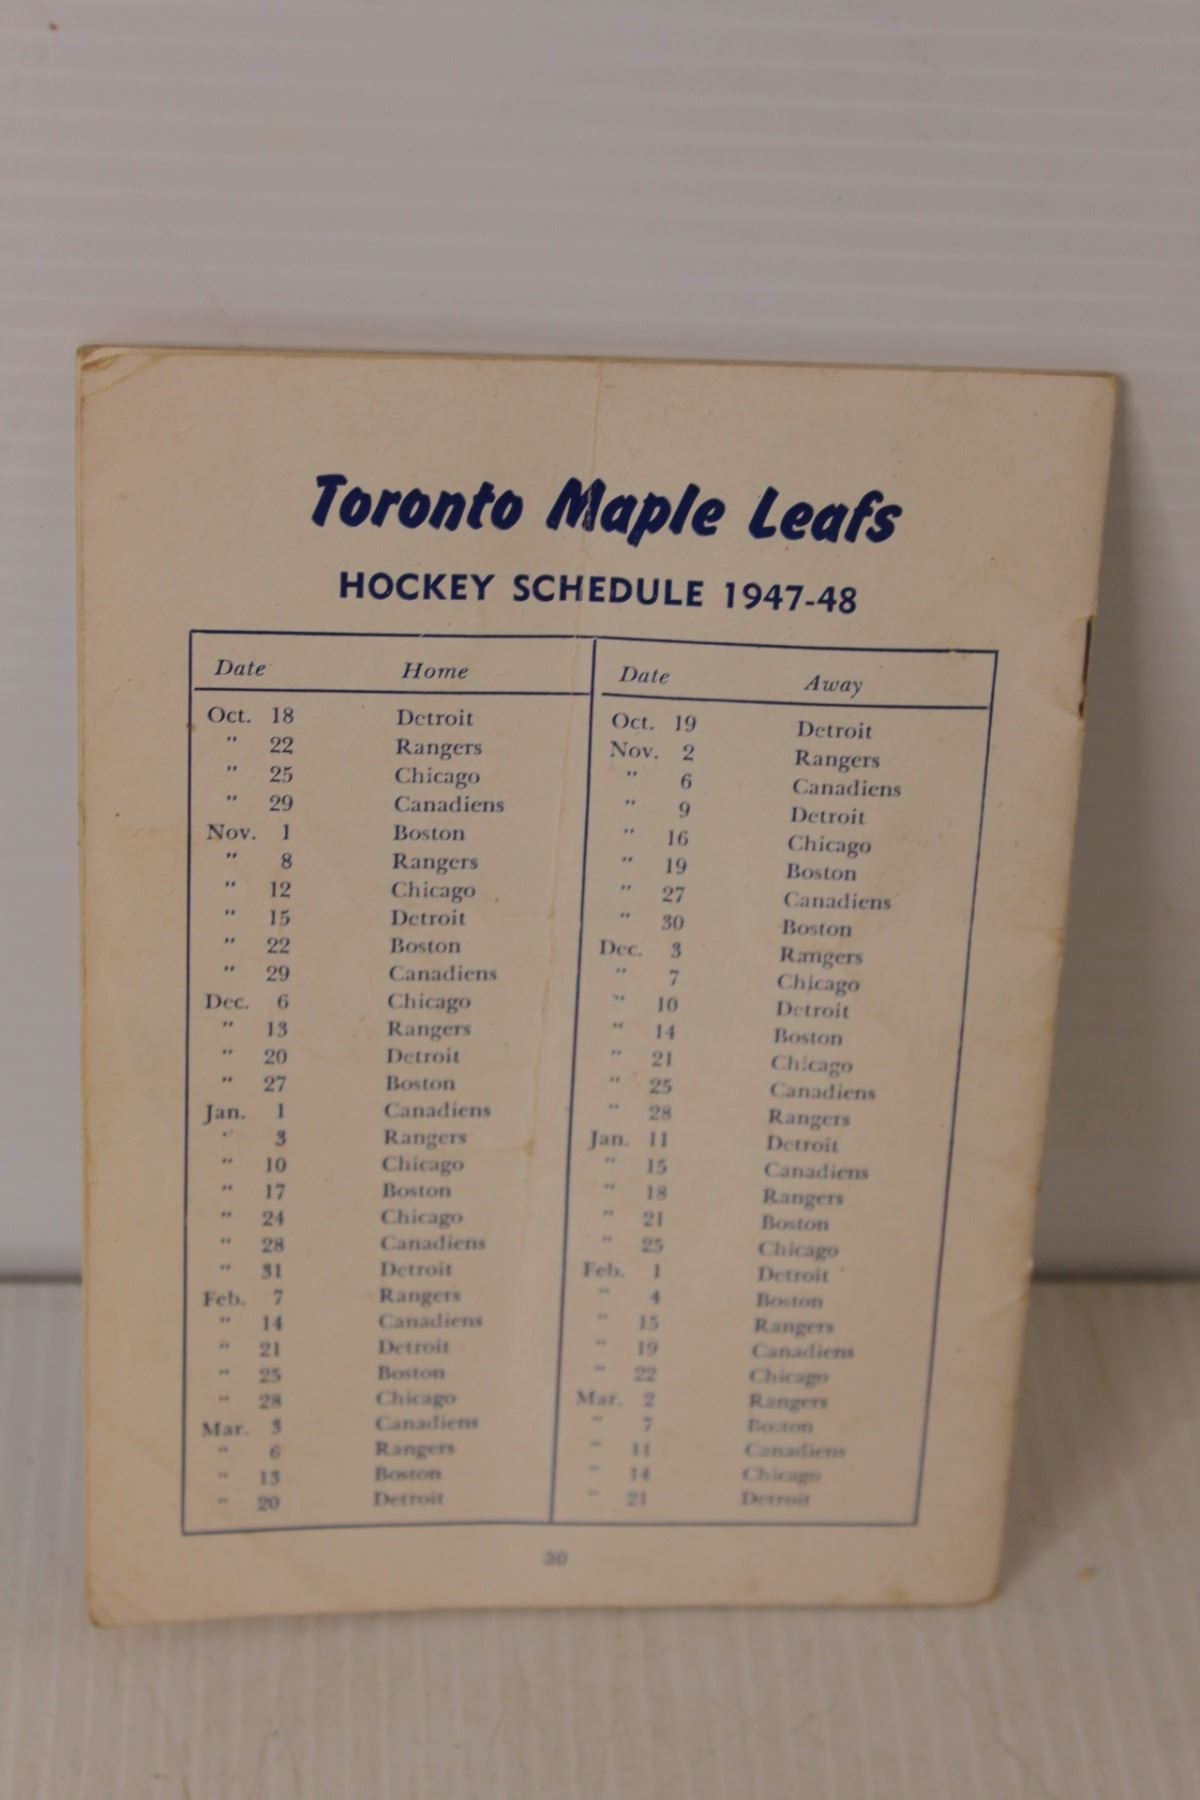 Toronto Maple Leafs
HOCKEY SCHEDULE 1947-48
Date Home
Oct. 18 Detroit
" 22 Rangers
" 25 Chicago
" 29 Canadiens
Nov. 1 Boston
" 8 Rangers
" 12 Chicago
" 15 Detroit
" 22 Boston
" 29 Canadiens
Dec. 6 Chicago
" 13 Rangers
" 20 Detroit
" 27 Boston
Jan. 1 Canadiens
" 3 Rangers
" 10 Chicago
" 17 Boston
" 24 Chicago
" 28 Canadiens
" 31 Detroit
Feb. 7 Rangers
" 14 Canadiens
" 21 Detroit
" 25 Boston
" 28 Chicago
Mar. 3 Canadiens
" 6 Rangers
" 13 Boston
" 20 Detroit
Date Away
Oct. 19 Detroit
Nov. 2 Rangers
" 6 Canadiens
" 9 Detroit
" 16 Chicago
" 19 Boston
" 27 Canadiens
" 30 Boston
Dec. 3 Rangers
" 7 Chicago
" 10 Detroit
" 14 Boston
" 21 Chicago
" 25 Canadiens
" 28 Rangers
Jan. 11 Detroit
" 15 Canadiens
" 18 Rangers
" 21 Boston
" 25 Chicago
Feb. 1 Detroit
" 4 Boston
" 15 Rangers
" 19 Canadiens
" 22 Chicago
Mar. 2 Rangers
" 7 Boston
" 11 Canadiens
" 14 Chicago
" 21 Detroit
30